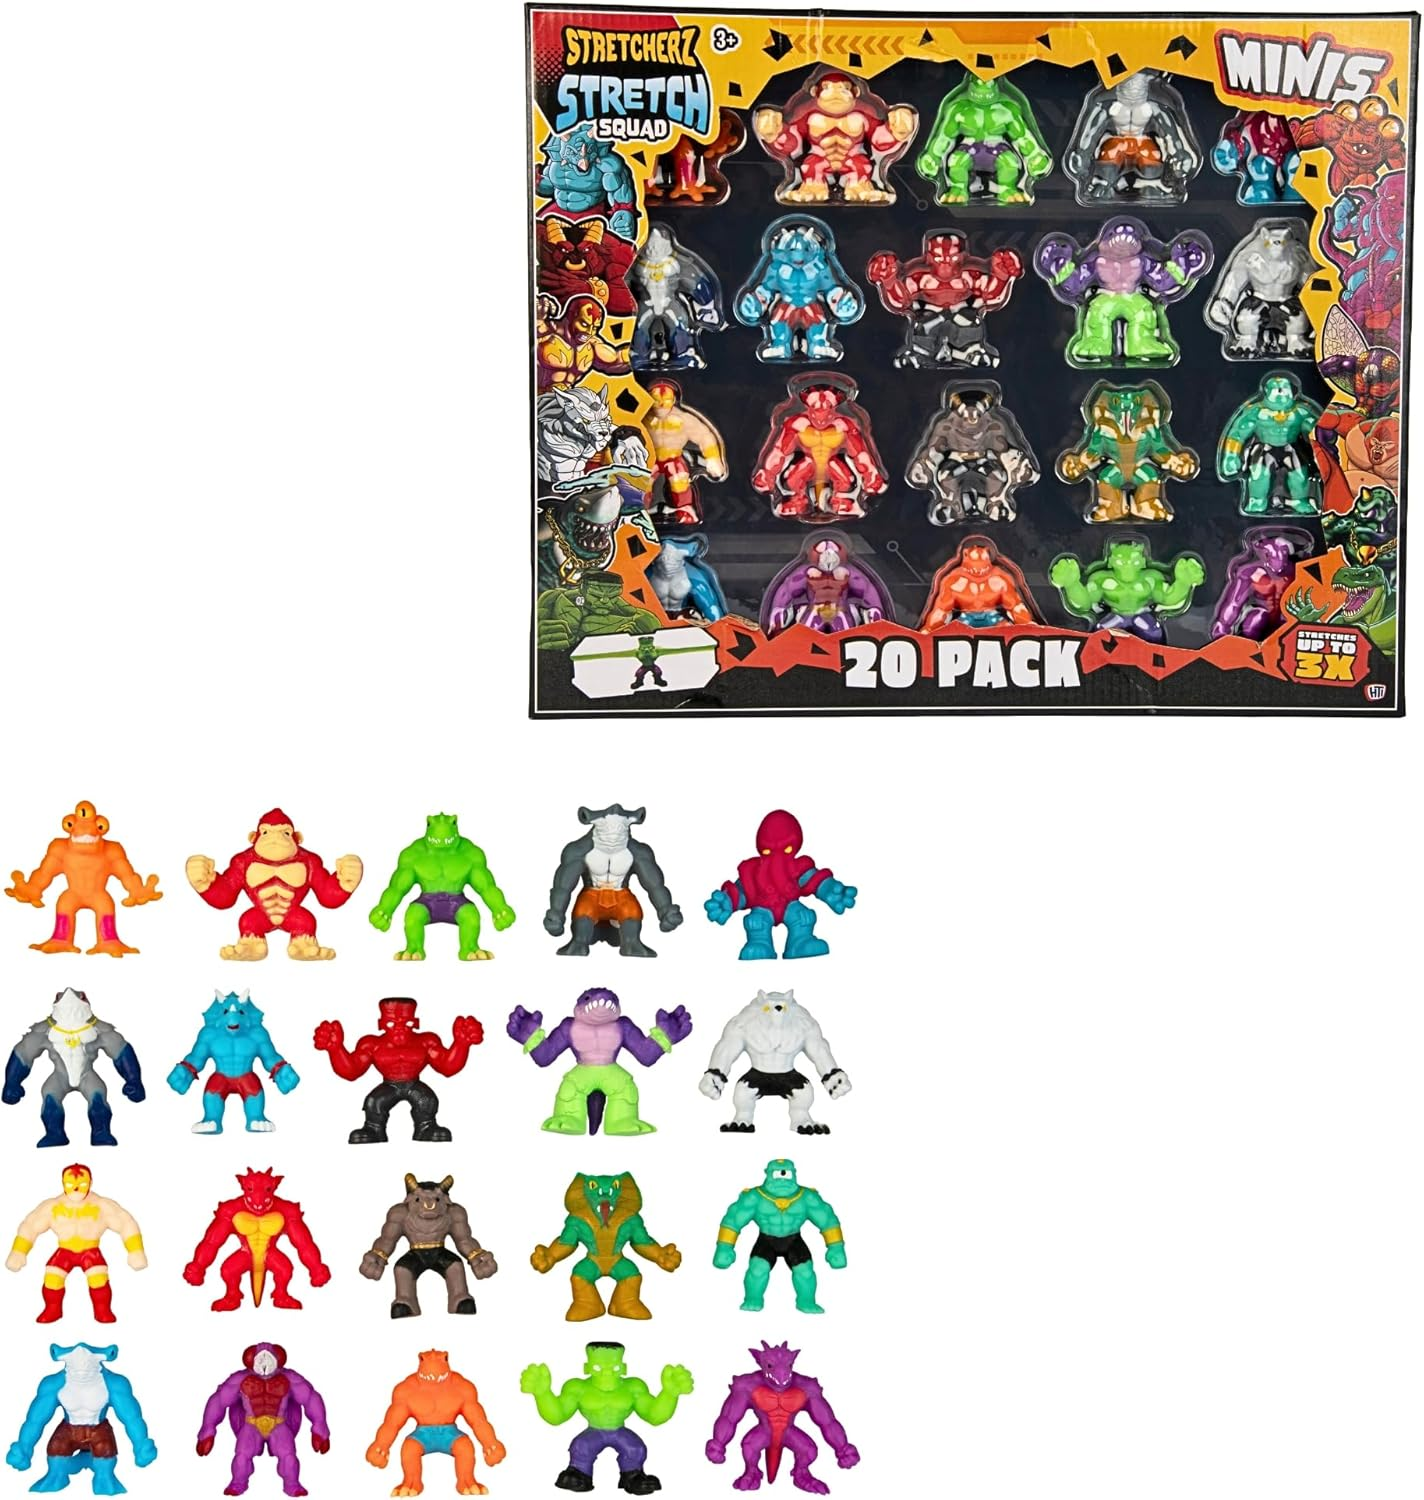 STRETCHERZ
STRETCH
SQUAD
3+
MINIS
20 PACK
STRETCHES
UP TO
3X
HTI